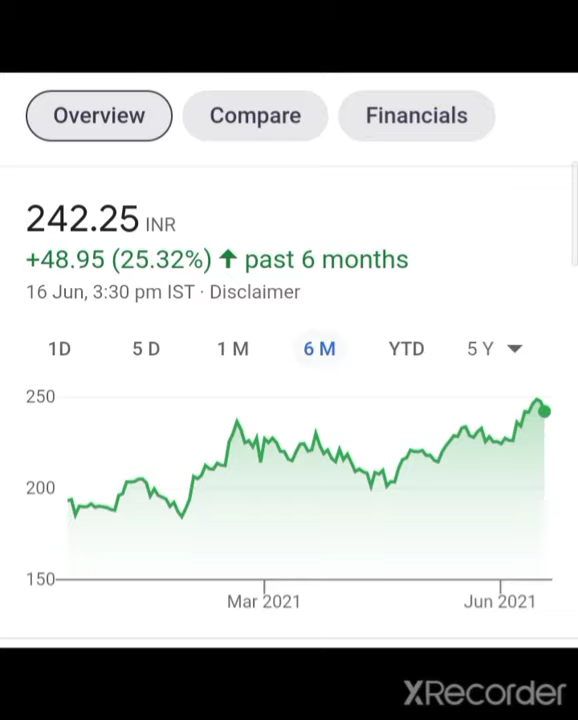 Overview Compare Financials
242.25 INR
+48.95 (25.32%) ↑ past 6 months
16 Jun, 3:30 pm IST · Disclaimer
1D 5 D 1 M 6 M YTD 5 Y
250
200
150
Mar 2021 Jun 2021
XRecorder